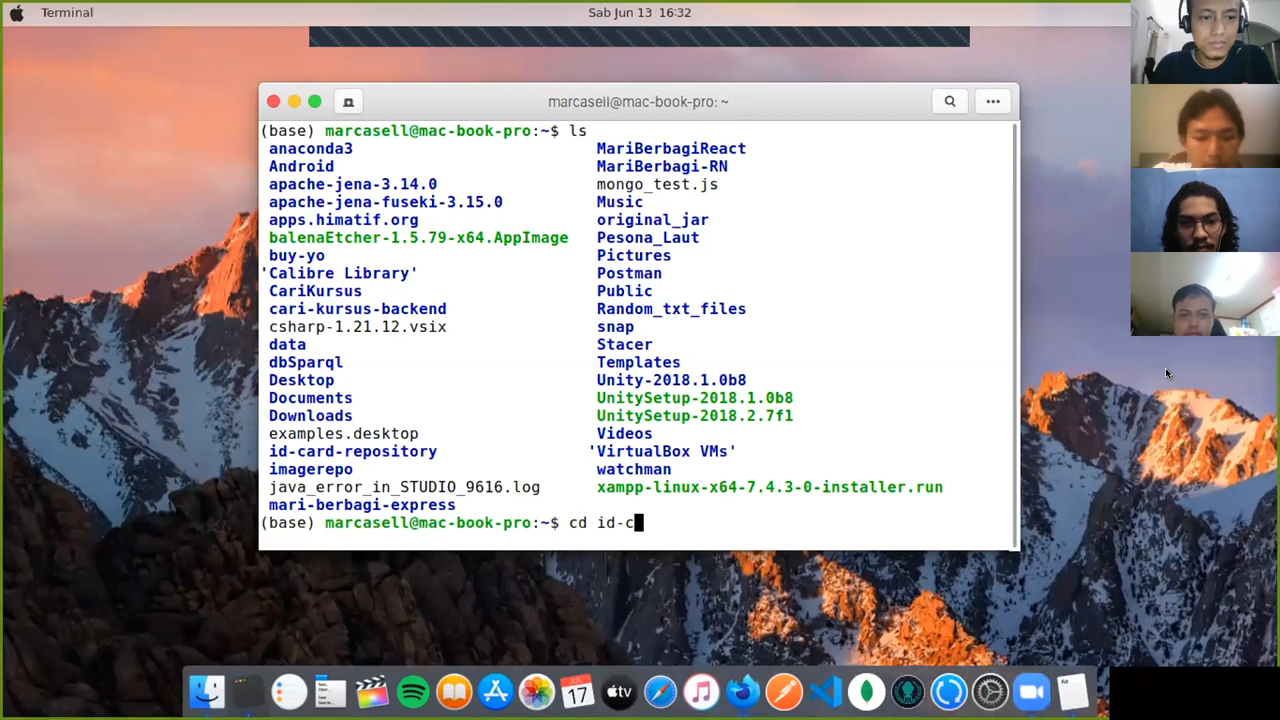 Terminal
Sab Jun 13 16:32
marcasell@mac-book-pro: ~
(base) marcasell@mac-book-pro:~$ ls
anaconda3 MariBerbagiReact
Android MariBerbagi-RN
apache-jena-3.14.0 mongo_test.js
apache-jena-fuseki-3.15.0 Music
apps.himatif.org original_jar
balenaEtcher-1.5.79-x64.AppImage Pesona_Laut
buy-yo Pictures
'Calibre Library' Postman
CariKursus Public
cari-kursus-backend Random_txt_files
csharp-1.21.12.vsix snap
data Stacer
dbSparql Templates
Desktop Unity-2018.1.0b8
Documents UnitySetup-2018.1.0b8
Downloads UnitySetup-2018.2.7f1
examples.desktop Videos
id-card-repository 'VirtualBox VMs'
imagerepo watchman
java_error_in_STUDIO_9616.log xampp-linux-x64-7.4.3-0-installer.run
mari-berbagi-express
(base) marcasell@mac-book-pro:~$ cd id-c
JUL
17
tv